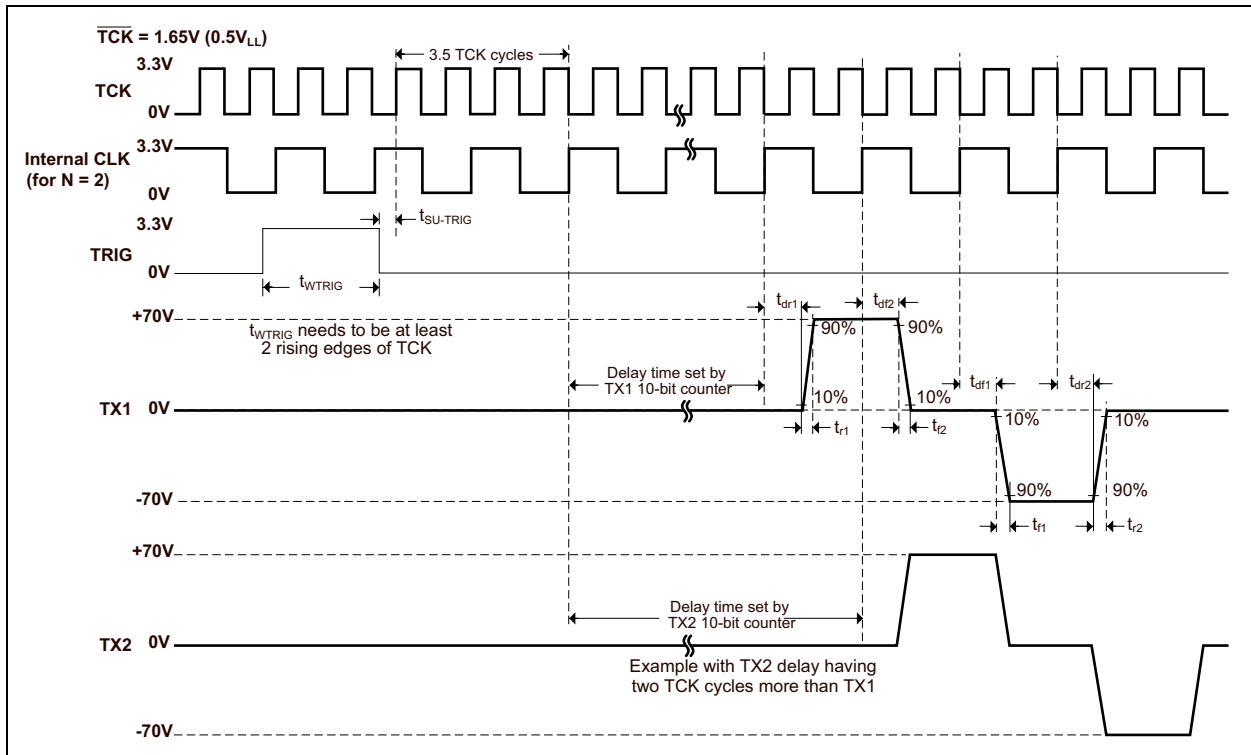 TCK = 1.65V (0.5VLL)
3.5 TCK cycles
3.3V
TCK
0V
3.3V
Internal CLK
(for N = 2)
0V
tSU-TRIG
3.3V
TRIG
0V
tWTRIG
tdr1
tdf2
+70V
tWTRIG needs to be at least
2 rising edges of TCK
90%
90%
Delay time set by
TX1 10-bit counter
tdf1
tdr2
TX1
0V
10%
10%
10%
10%
tr1
tf2
-70V
90%
90%
tf1
tr2
+70V
Delay time set by
TX2 10-bit counter
TX2
0V
Example with TX2 delay having
two TCK cycles more than TX1
-70V